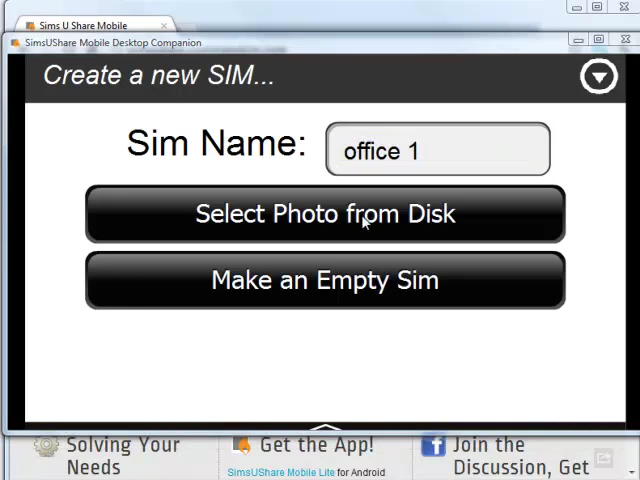 Sims U Share Mobile
SimsUShare Mobile Desktop Companion
Create a new SIM...
Sim Name:
office 1
Select Photo from Disk
Make an Empty Sim
Solving Your
Needs
Get the App!
SimsUShare Mobile Lite for Android
Join the
Discussion, Get